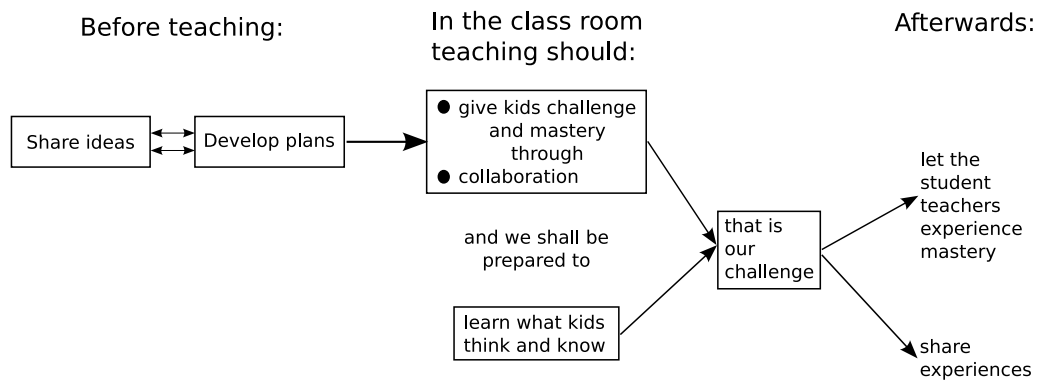 Before teaching:
In the class room
teaching should:
Afterwards:
Share ideas
Develop plans
● give kids challenge
and mastery
through
● collaboration
and we shall be
prepared to
learn what kids
think and know
that is
our
challenge
let the
student
teachers
experience
mastery
share
experiences